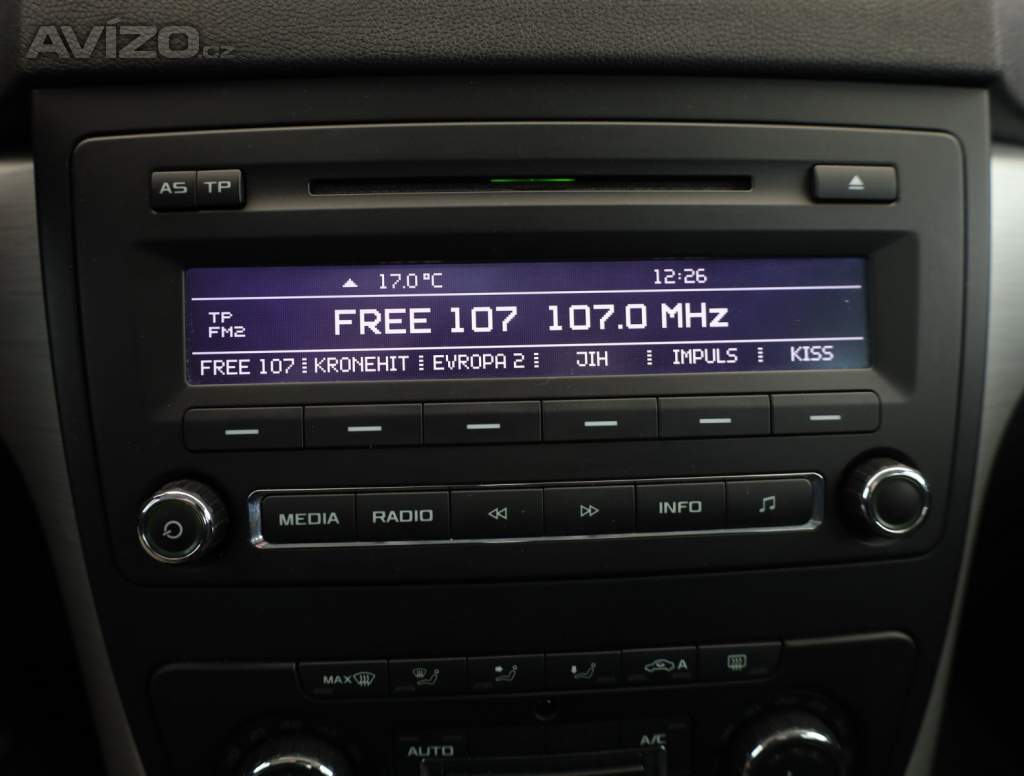 AVÍZO.cz
AS TP
17.0°C 12:26
TP
FM2
FREE 107 107.0 MHz
FREE 107 KRONEHIT EVROPA 2 JIH IMPULS KISS
MEDIA RADIO INFO
MAX A
AUTO A/C